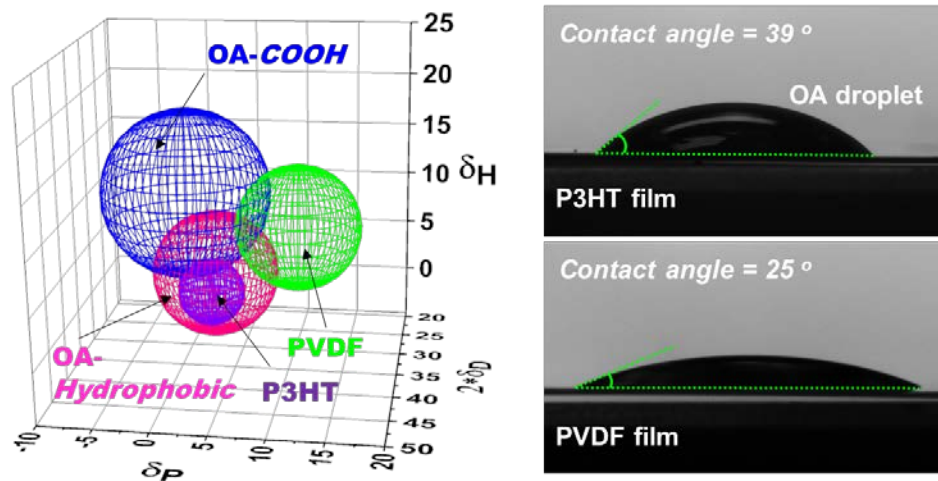 25
20
15
10
5
0
δH
20
25
30
35
40
45
50
2*δD
-10
0
5
10
15
20
δP
OA-COOH
PVDF
OA-
Hydrophobic
P3HT
Contact angle = 39 °
OA droplet
P3HT film
Contact angle = 25 °
PVDF film